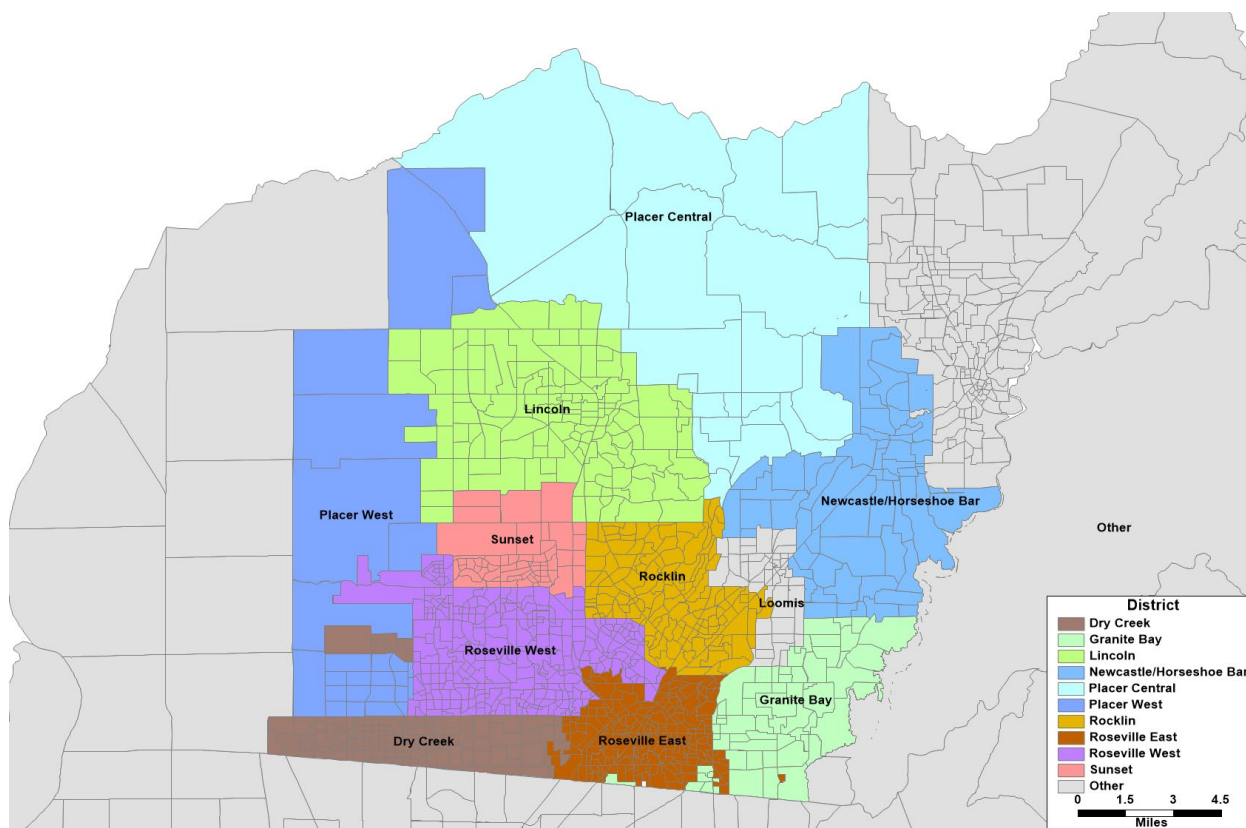 Placer Central
Lincoln
Newcastle/Horseshoe Bar
Placer West
Other
Sunset
Rocklin
Loomis
Roseville West
Granite Bay
Dry Creek
Roseville East
District
Dry Creek
Granite Bay
Lincoln
Newcastle/Horseshoe Bar
Placer Central
Placer West
Rocklin
Roseville East
Roseville West
Sunset
Other
0 1.5 3 4.5
Miles